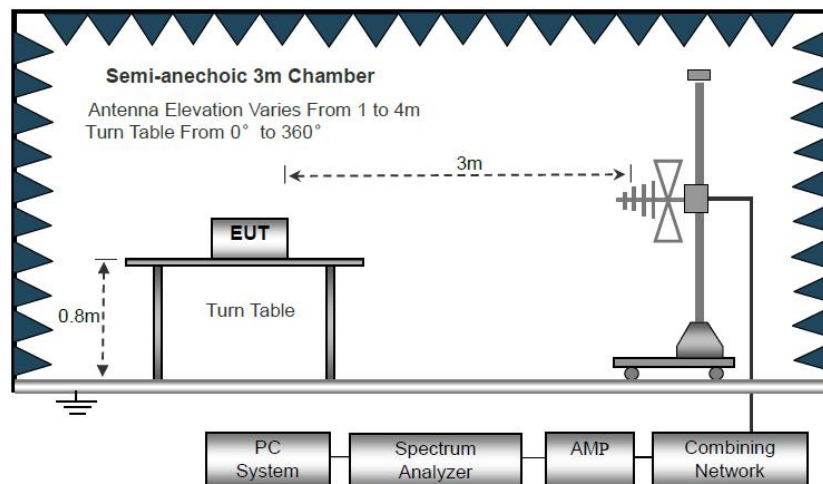 Semi-anechoic 3m Chamber
Antenna Elevation Varies From 1 to 4m
Turn Table From 0° to 360°
3m
EUT
0.8m
Turn Table
PC
System
Spectrum
Analyzer
AMP
Combining
Network